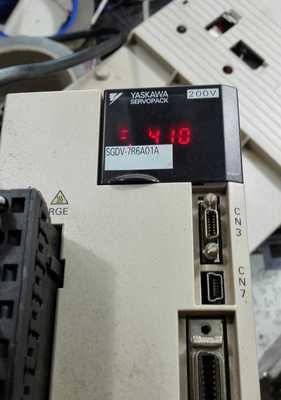 YASKAWA
SERVOPACK
200V
= 410
SGDV-7R6A01A
RGE
CN3
CN7